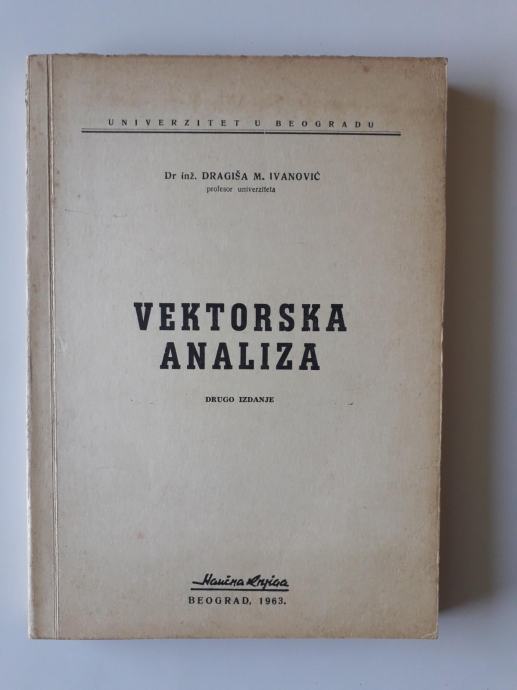 UNIVERZITET U BEOGRADU
Dr inž. DRAGIŠA M. IVANOVIĆ
profesor univerziteta
VEKTORSKA
ANALIZA
DRUGO IZDANJE
Naučna knjiga
BEOGRAD, 1963.